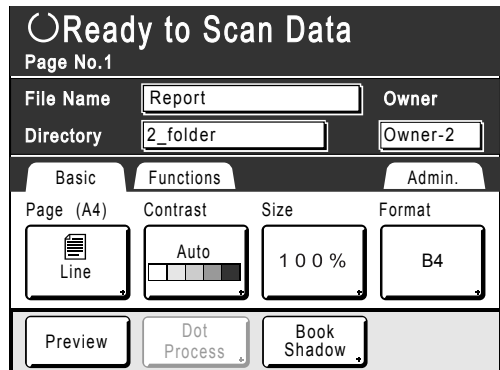 Ready to Scan Data
Page No.1
File Name Report Owner
Directory 2_folder Owner-2
Basic Functions Admin.
Page (A4) Contrast Size Format
Line Auto 100% B4
Preview Dot Process Book Shadow